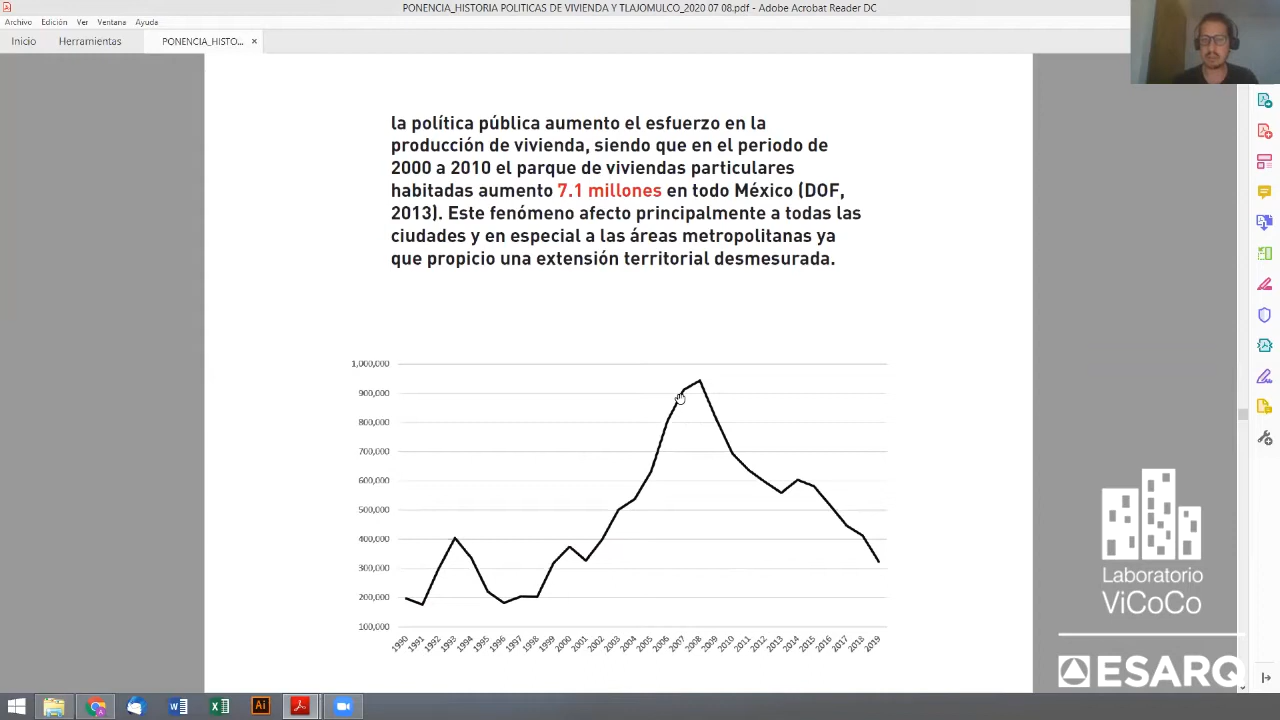 PONENCIA_HISTORIA POLITICAS DE VIVIENDA Y TLAJOMULCO_2020 07 08.pdf - Adobe Acrobat Reader DC
Archivo Edición Ver Ventana Ayuda
Inicio Herramientas PONENCIA_HISTO... ×
la política pública aumento el esfuerzo en la
producción de vivienda, siendo que en el periodo de
2000 a 2010 el parque de viviendas particulares
habitadas aumento 7.1 millones en todo México (DOF,
2013). Este fenómeno afecto principalmente a todas las
ciudades y en especial a las áreas metropolitanas ya
que propicio una extensión territorial desmesurada.
1,000,000
900,000
800,000
700,000
600,000
500,000
400,000
300,000
200,000
100,000
1990 1991 1992 1993 1994 1995 1996 1997 1998 1999 2000 2001 2002 2003 2004 2005 2006 2007 2008 2009 2010 2011 2012 2013 2014 2015 2016 2017 2018 2019
Laboratorio
ViCoCo
ESARQ
Ai